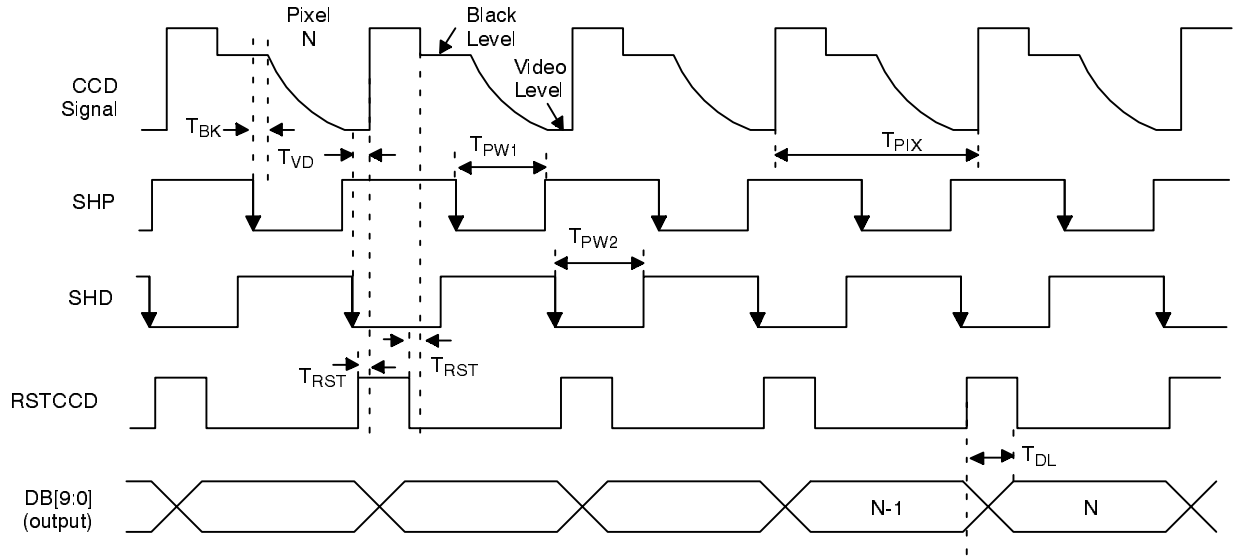 Pixel
N
Black
Level
Video
Level
CCD
Signal
TBK
TVD
TPW1
TPIX
SHP
TPW2
SHD
TRST
TRST
RSTCCD
TDL
DB[9:0]
(output)
N-1
N